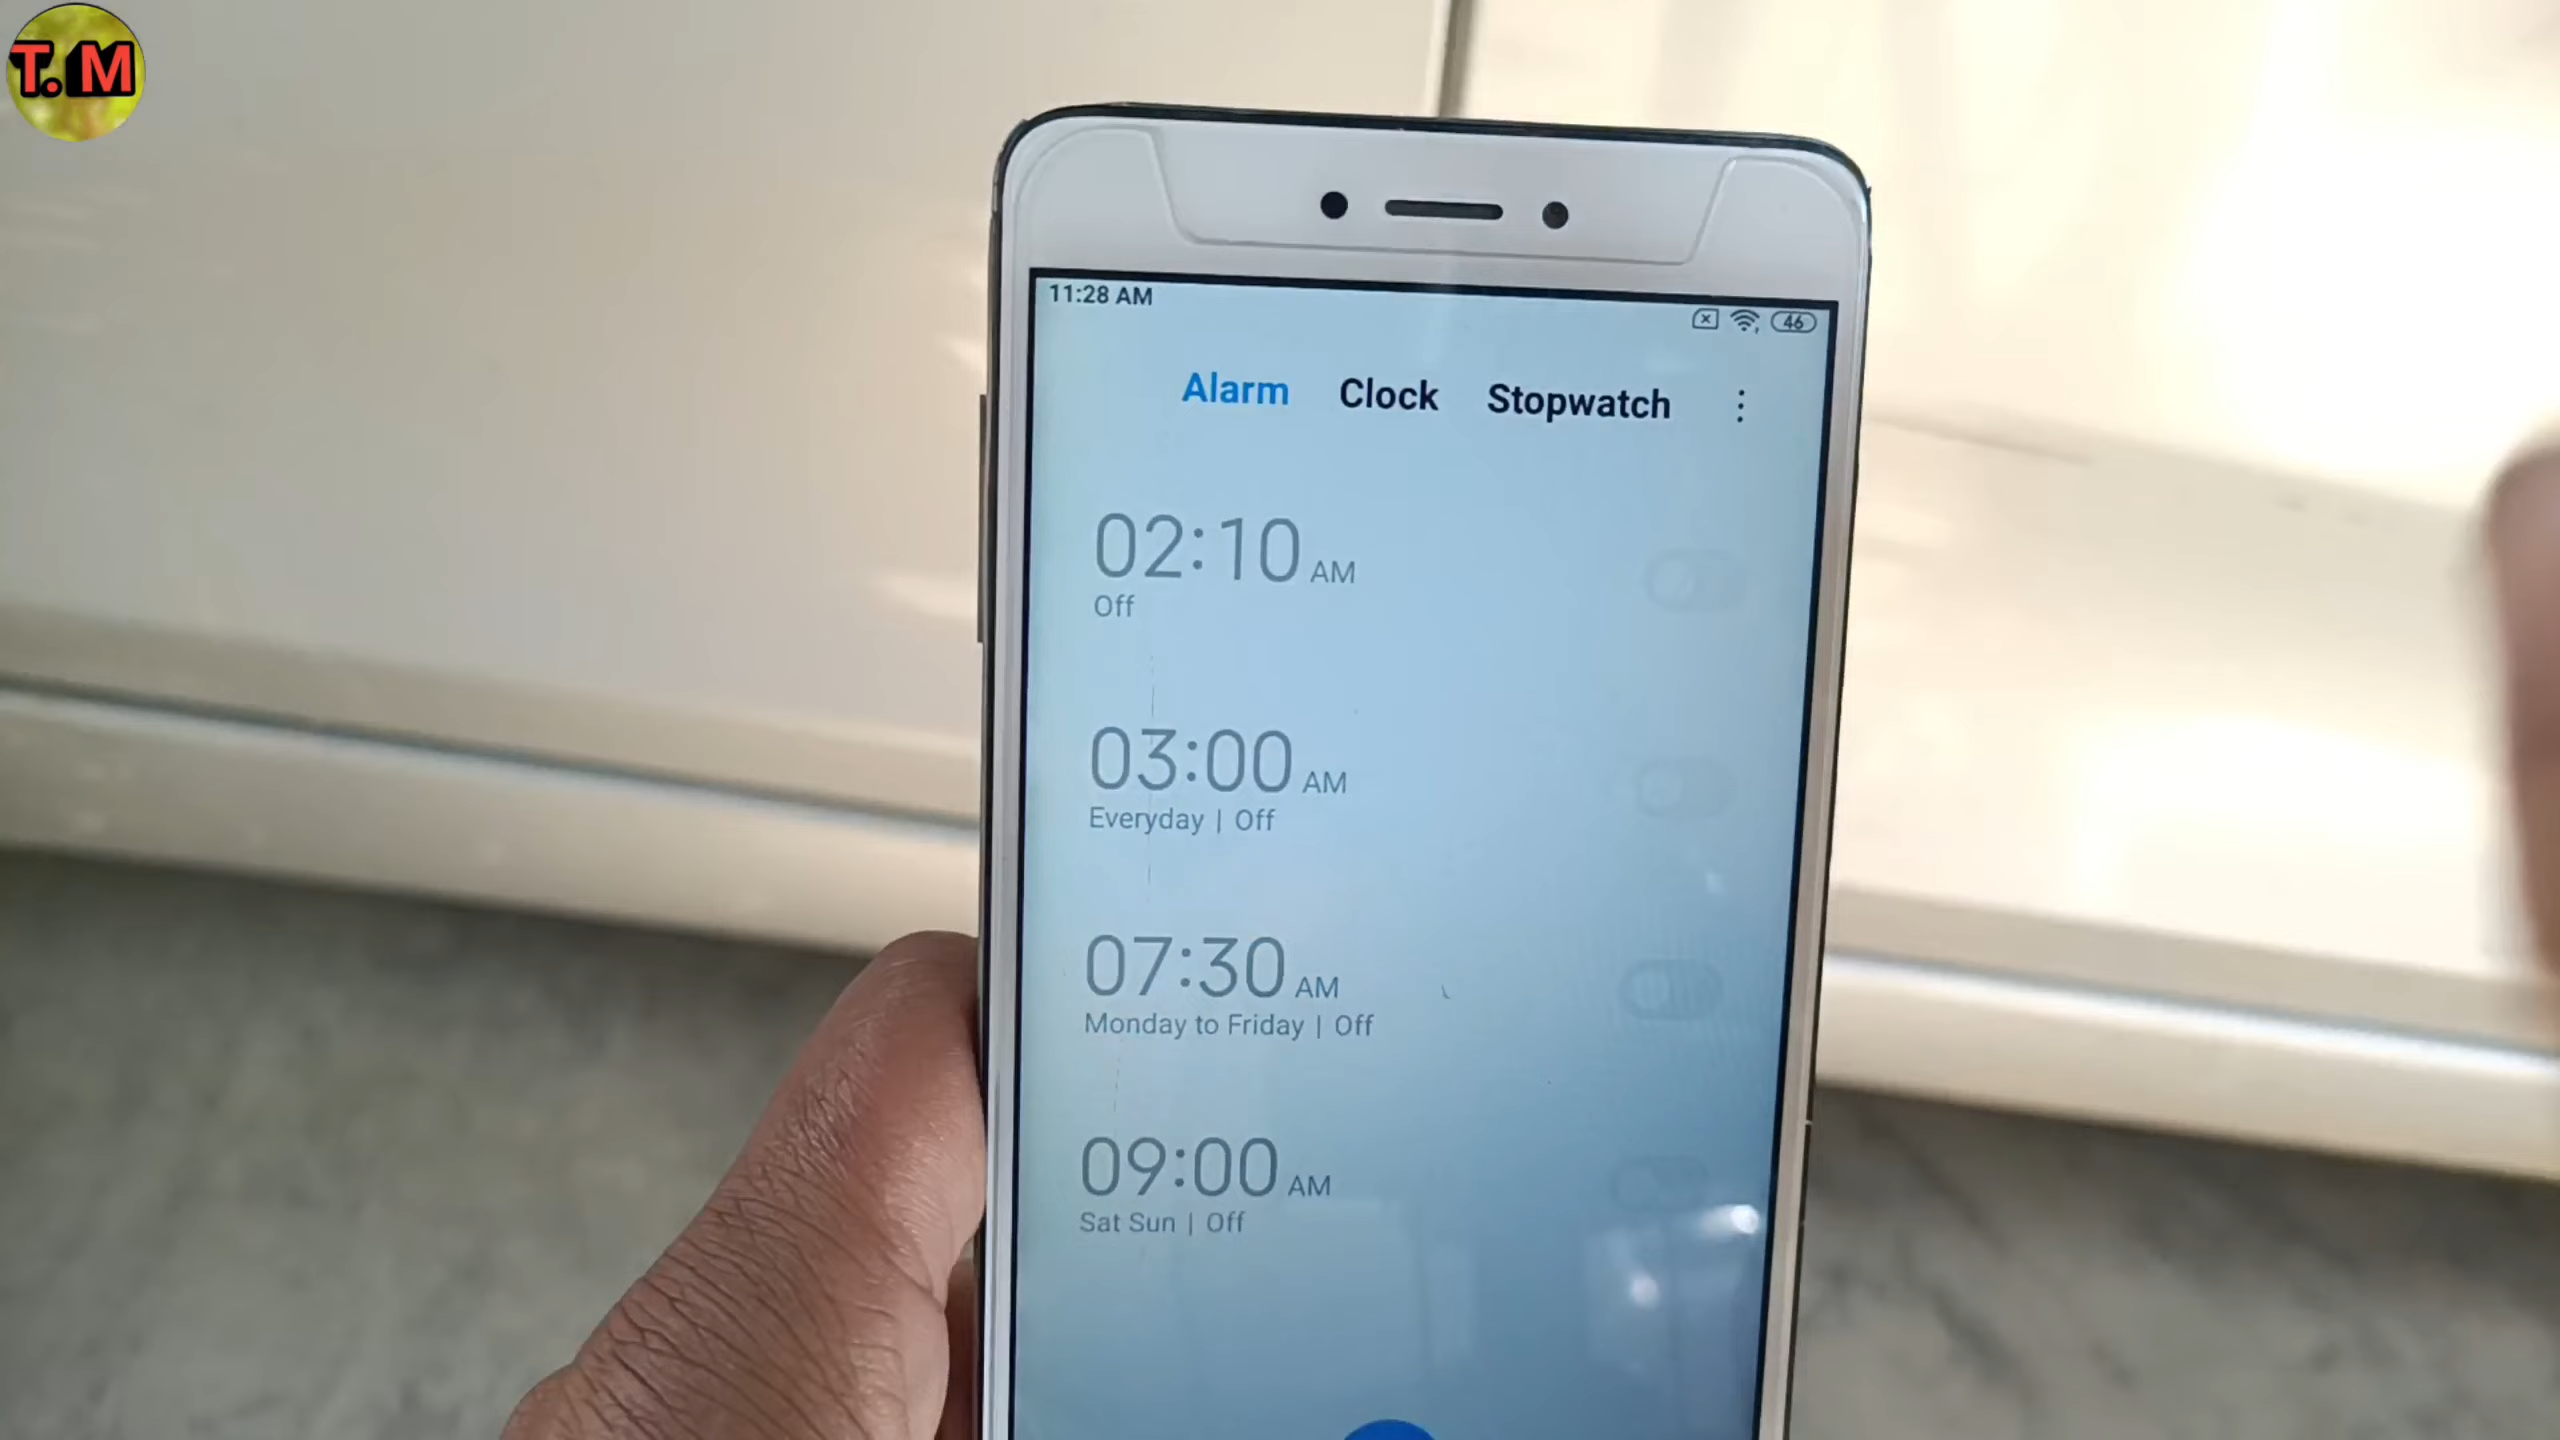 T. M
11:28 AM
46
Alarm Clock Stopwatch
02:10 AM
Off
03:00 AM
Everyday | Off
07:30 AM
Monday to Friday | Off
09:00 AM
Sat Sun | Off